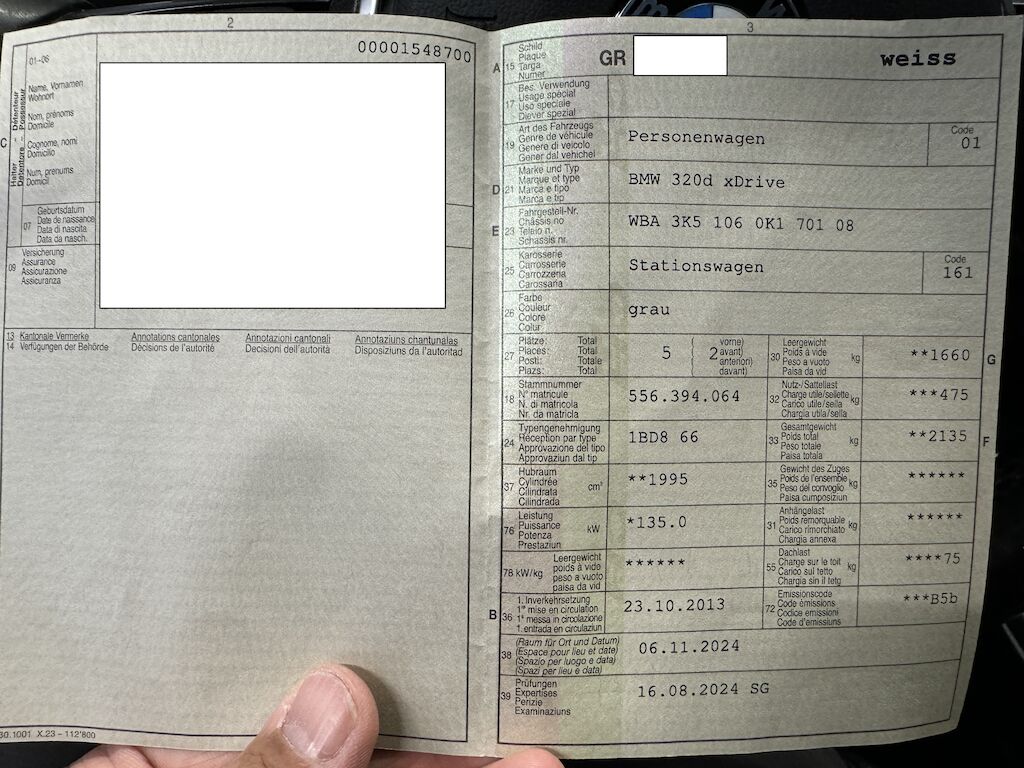 2
00001548700
01-06
C
Halter - Détenteur
Detentore - Possessur
Name, Vornamen
Wohnort
Nom, prénoms
Domicile
Cognome, nomi
Domicilio
Num, prenums
Domicil
07
Geburtsdatum
Date de naissance
Data di nascita
Data da nasch.
09
Versicherung
Assurance
Assicurazione
Assicuranza
13 Kantonale Vermerke Annotations cantonales Annotazioni cantonali Annotaziuns chantunalas
14 Verfügungen der Behörde Décisions de l'autorité Decisioni dell'autorità Disposiziuns da l'autoritad
30.1001 X.23 – 112'800
3
A 15
Schild
Plaque
Targa
Numer
GR weiss
17
Bes. Verwendung
Usage spécial
Uso speciale
Diever spezial
19
Art des Fahrzeugs
Genre de véhicule
Genere di veicolo
Gener dal vehichel
Personenwagen
Code
01
D 21
Marke und Typ
Marque et type
Marca e tipo
Marca e tip
BMW 320d xDrive
E 23
Fahrgestell-Nr.
Châssis no
Telaio n.
Schassis nr.
WBA 3K5 106 0K1 701 08
25
Karosserie
Carrosserie
Carrozzeria
Carossaria
Stationswagen
Code
161
26
Farbe
Couleur
Colore
Colur
grau
27
Plätze: Total
Places: Total
Posti: Totale
Plazs: Total
5
2
vorne)
avant)
anteriori)
davant)
30
Leergewicht
Poids à vide
Peso a vuoto
Paisa da vid
kg
**1660
G
18
Stammnummer
N° matricule
N. di matricola
Nr. da matricla
556.394.064
32
Nutz-/Sattellast
Charge utile/sellette
Carico utile/sella
Chargia utila/sella
kg
***475
24
Typengenehmigung
Réception par type
Approvazione del tipo
Approvaziun dal tip
1BD8 66
33
Gesamtgewicht
Poids total
Peso totale
Paisa totala
kg
**2135
F
37
Hubraum
Cylindrée
Cilindrata
Cilindrada
cm³
**1995
35
Gewicht des Zuges
Poids de l'ensemble
Peso del convoglio
Paisa cumposiziun
kg
******
76
Leistung
Puissance
Potenza
Prestaziun
kW
*135.0
31
Anhängelast
Poids remorquable
Carico rimorchiato
Chargia annexa
kg
******
78 kW/kg
Leergewicht
poids à vide
peso a vuoto
paisa da vid
******
55
Dachlast
Charge sur le toit
Carico sul tetto
Chargia sin il tetg
kg
****75
B 36
1. Inverkehrsetzung
1re mise en circulation
1a messa in circolazione
1. entrada en circulaziun
23.10.2013
72
Emissionscode
Code émissions
Codice emissioni
Code d'emissiuns
***B5b
38
(Raum für Ort und Datum)
(Espace pour lieu et date)
(Spazio per luogo e data)
(Spazi per lieu e data)
06.11.2024
39
Prüfungen
Expertises
Perizie
Examinaziuns
16.08.2024 SG